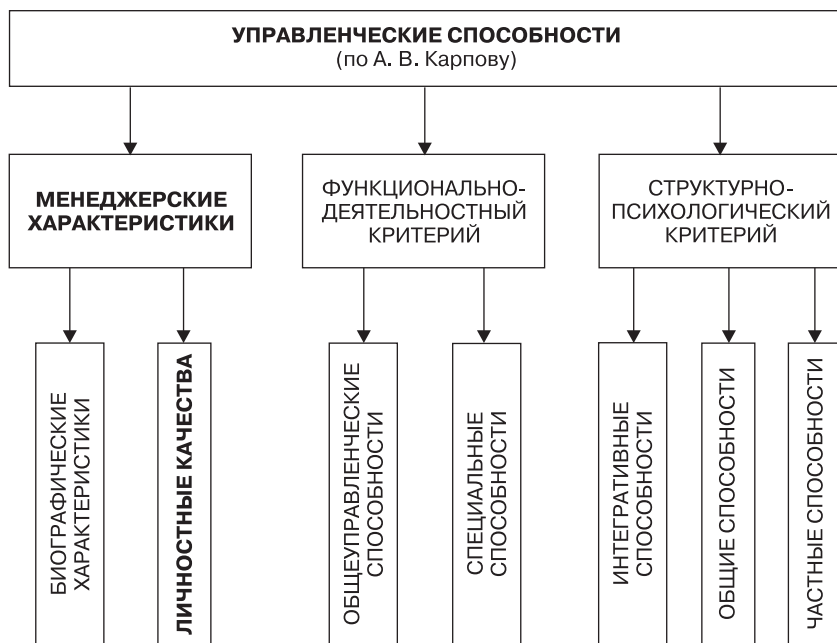 УПРАВЛЕНЧЕСКИЕ СПОСОБНОСТИ
(по А. В. Карпову)
МЕНЕДЖЕРСКИЕ
ХАРАКТЕРИСТИКИ
ФУНКЦИОНАЛЬНО-
ДЕЯТЕЛЬНОСТНЫЙ
КРИТЕРИЙ
СТРУКТУРНО-
ПСИХОЛОГИЧЕСКИЙ
КРИТЕРИЙ
БИОГРАФИЧЕСКИЕ
ХАРАКТЕРИСТИКИ
ЛИЧНОСТНЫЕ КАЧЕСТВА
ОБЩЕУПРАВЛЕНЧЕСКИЕ
СПОСОБНОСТИ
СПЕЦИАЛЬНЫЕ
СПОСОБНОСТИ
ИНТЕГРАТИВНЫЕ
СПОСОБНОСТИ
ОБЩИЕ СПОСОБНОСТИ
ЧАСТНЫЕ СПОСОБНОСТИ